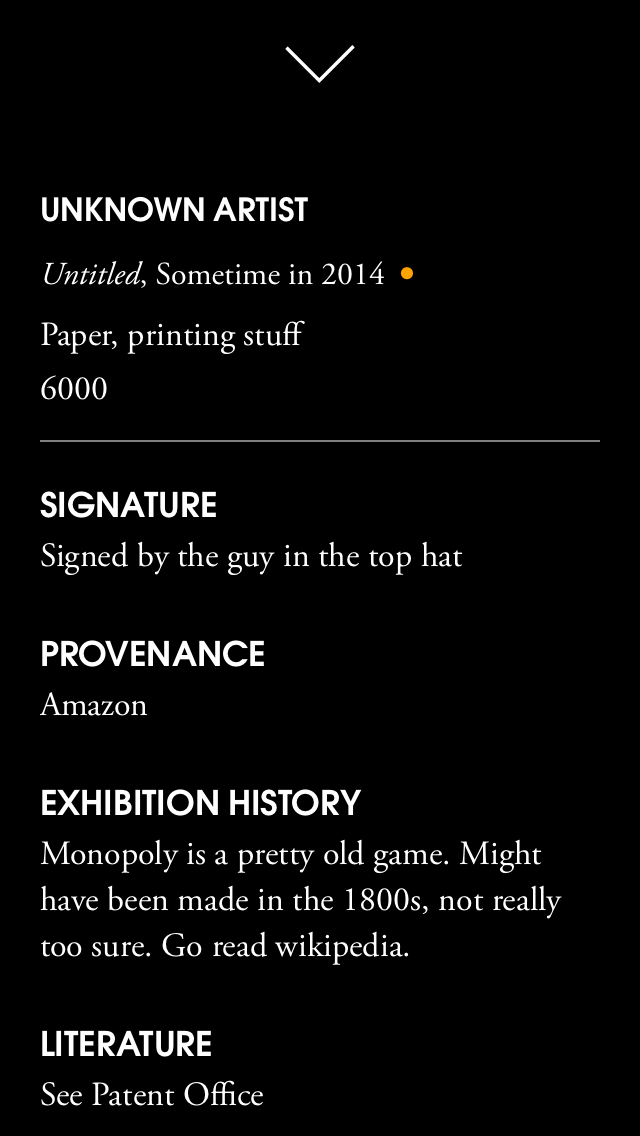 UNKNOWN ARTIST
Untitled, Sometime in 2014
Paper, printing stuff
6000
SIGNATURE
Signed by the guy in the top hat
PROVENANCE
Amazon
EXHIBITION HISTORY
Monopoly is a pretty old game. Might
have been made in the 1800s, not really
too sure. Go read wikipedia.
LITERATURE
See Patent Office